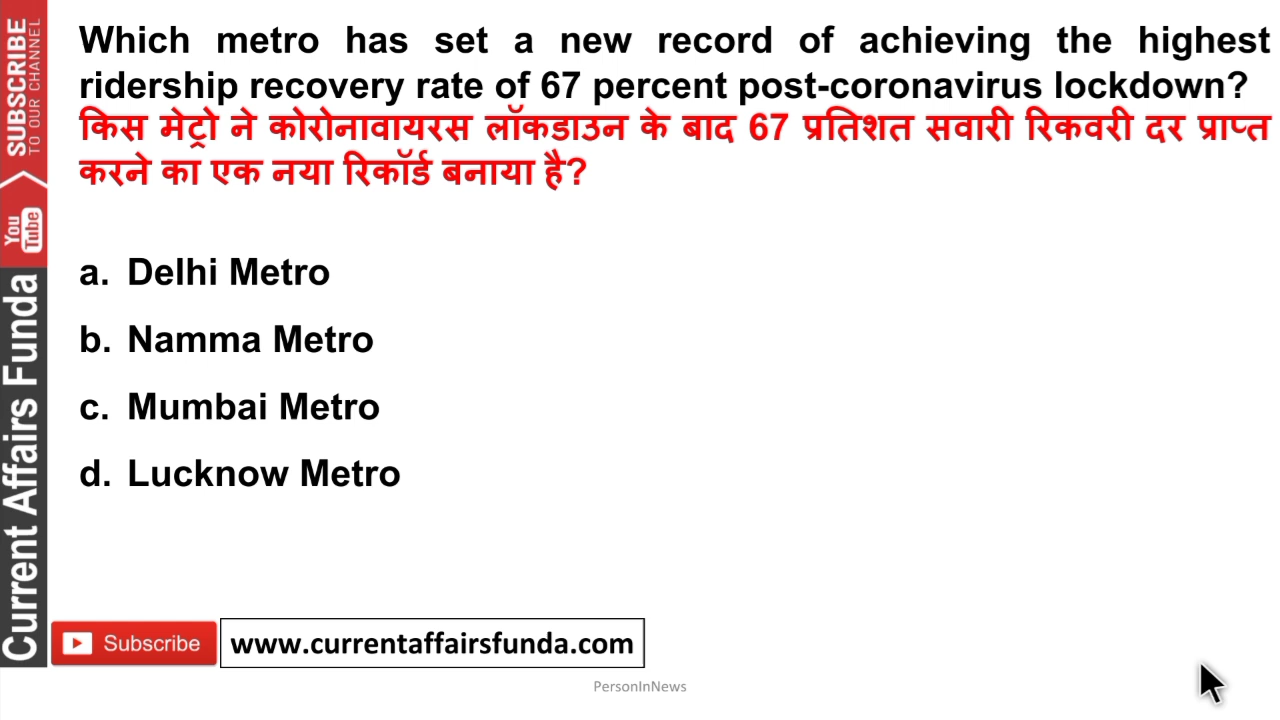 Which metro has set a new record of achieving the highest
ridership recovery rate of 67 percent post-coronavirus lockdown?
किस मेट्रो ने कोरोनावायरस लॉकडाउन के बाद 67 प्रतिशत सवारी रिकवरी दर प्राप्त
करने का एक नया रिकॉर्ड बनाया है?
a. Delhi Metro
b. Namma Metro
c. Mumbai Metro
d. Lucknow Metro
SUBSCRIBE
TO OUR CHANNEL
You
Tube
Current Affairs Funda
Subscribe
www.currentaffairsfunda.com
PersonInNews